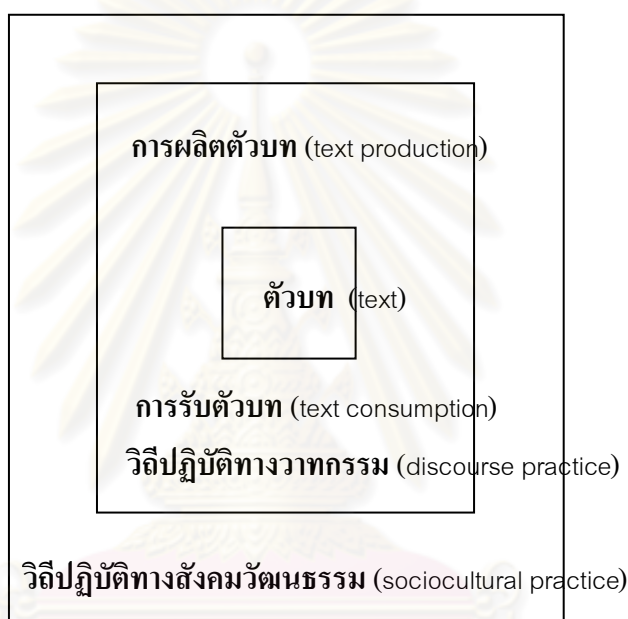 การผลิตตัวบท (text production)
ตัวบท (text)
การรับตัวบท (text consumption)
วิถีปฏิบัติทางวาทกรรม (discourse practice)
วิถีปฏิบัติทางสังคมวัฒนธรรม (sociocultural practice)